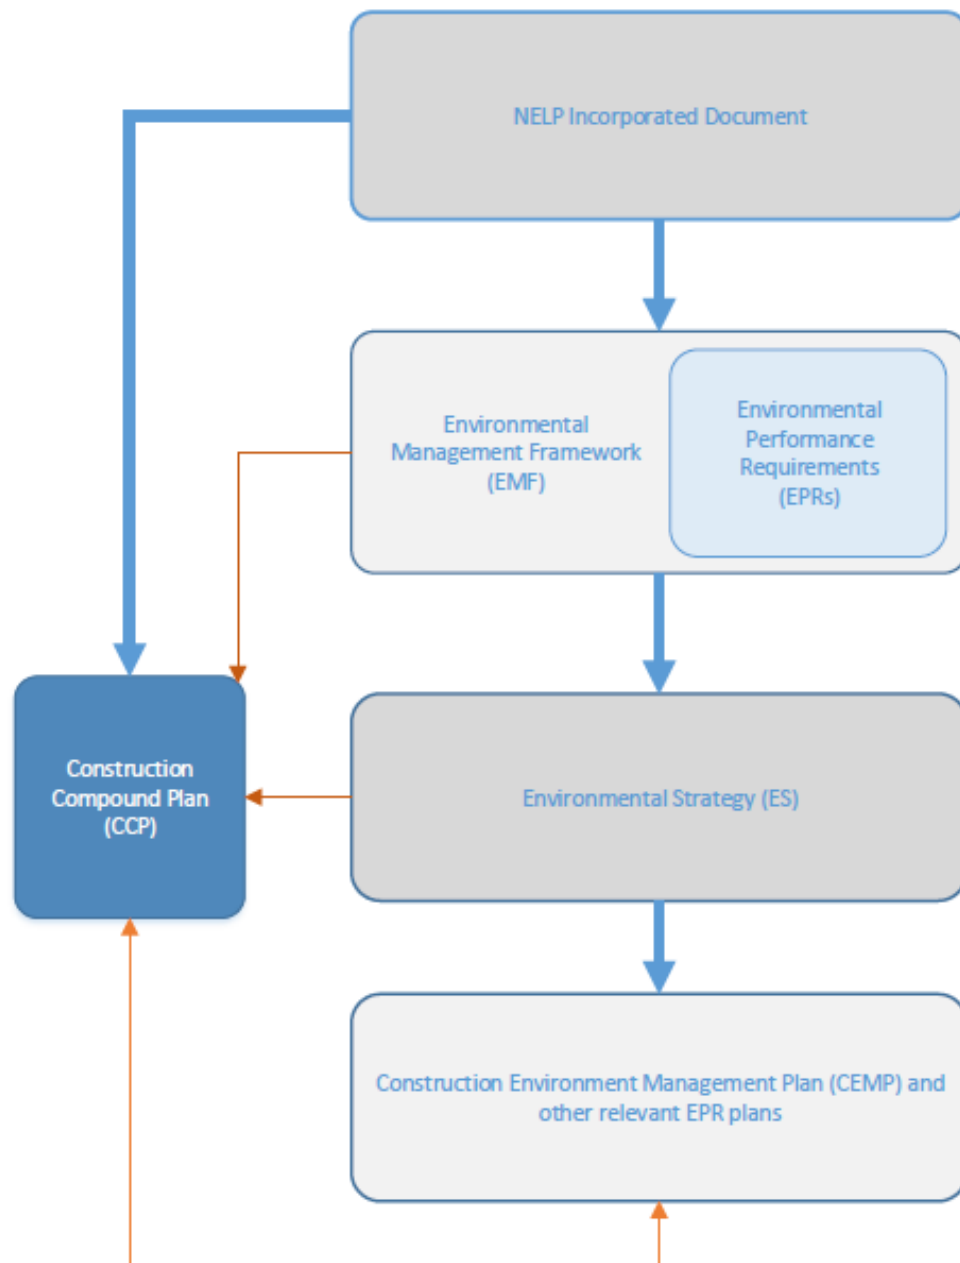 NELP Incorporated Document
Environmental
Management Framework
(EMF)
Environmental
Performance
Requirements
(EPRs)
Construction
Compound Plan
(CCP)
Environmental Strategy (ES)
Construction Environment Management Plan (CEMP) and
other relevant EPR plans